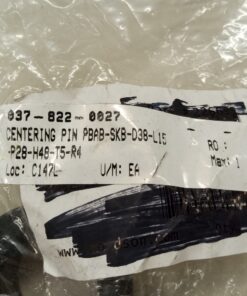 037-822-0027
CENTERING PIN PBAB-SKB-D38-L15
-P28-H48-T5-R4
RO :
Loc: C147L
U/M: EA
Max: 1
www.